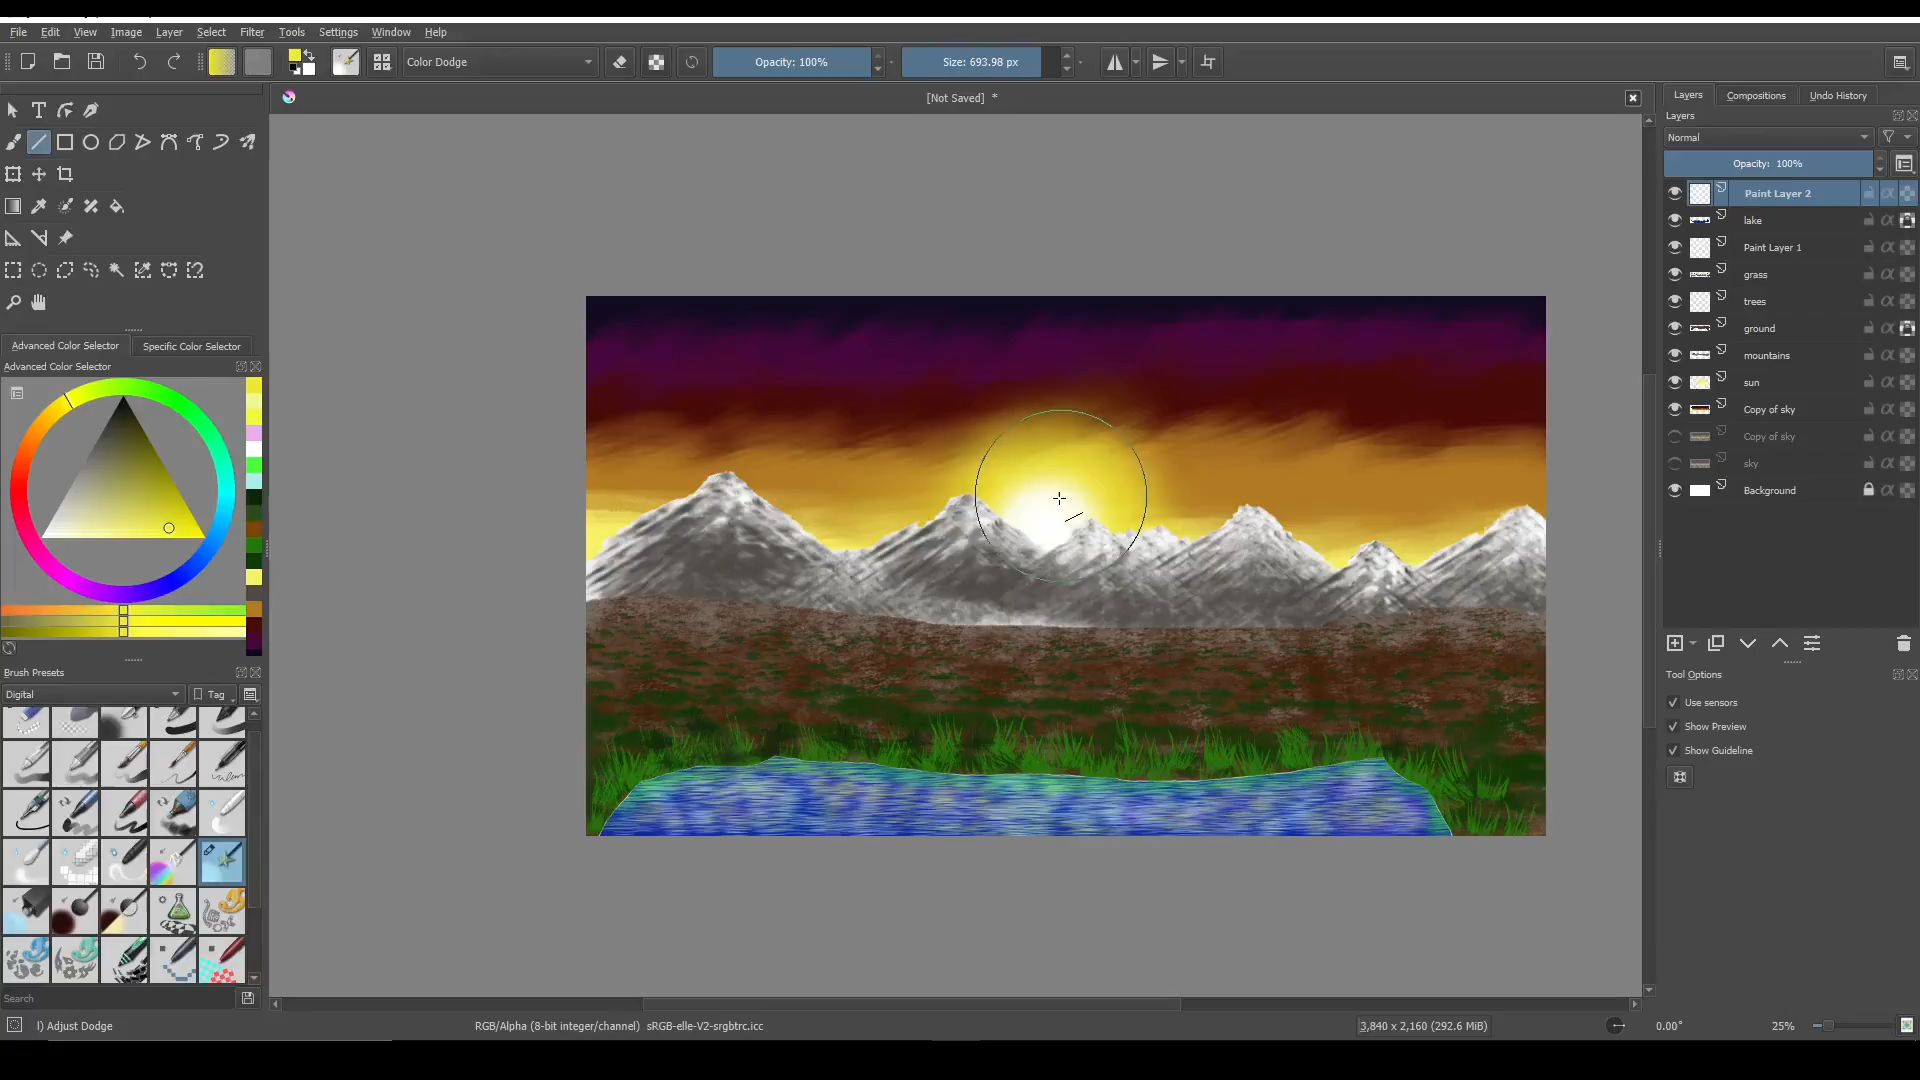 File Edit View Image Layer Select Filter Tools Settings Window Help
Color Dodge Opacity: 100% Size: 693.98 px
[Not Saved] *
Layers Compositions Undo History
Layers
Normal
Opacity: 100%
Paint Layer 2
lake
Paint Layer 1
grass
trees
ground
mountains
sun
Copy of sky
Copy of sky
sky
Background
Tool Options
Use sensors
Show Preview
Show Guideline
Advanced Color Selector Specific Color Selector
Advanced Color Selector
Brush Presets
Digital Tag
Search
l) Adjust Dodge RGB/Alpha (8-bit integer/channel) sRGB-elle-V2-srgbtrc.icc 3,840 x 2,160 (292.6 MiB) 0.00° 25%